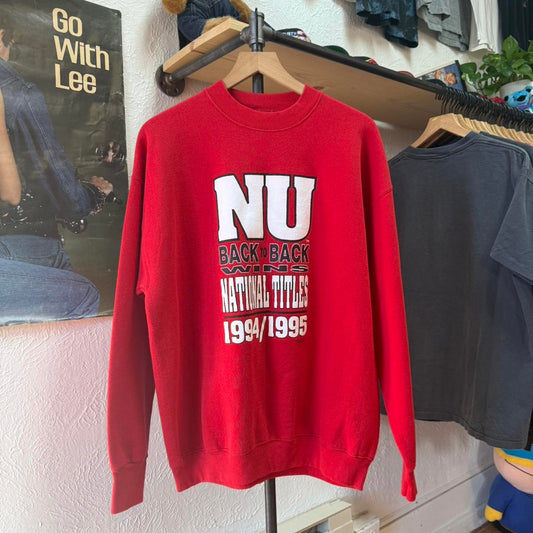 Go
With
Lee
NU
BACK TO BACK
WINS
NATIONAL TITLES
1994/1995